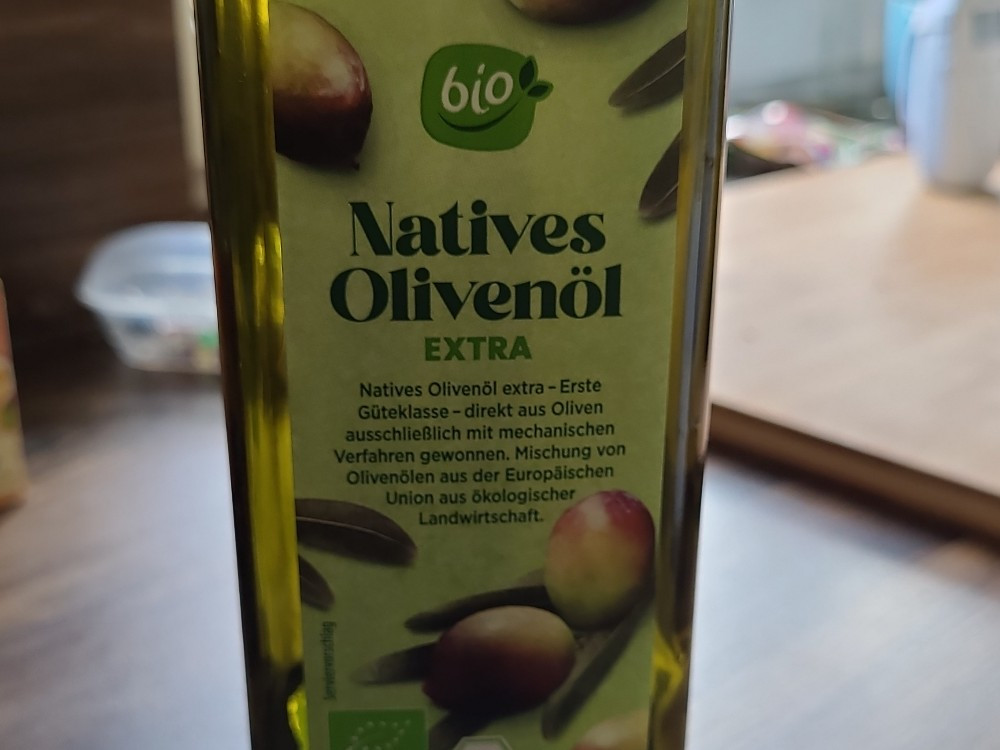 bio
Natives
Olivenöl
EXTRA
Natives Olivenöl extra – Erste
Güteklasse – direkt aus Oliven
ausschließlich mit mechanischen
Verfahren gewonnen. Mischung von
Olivenölen aus der Europäischen
Union aus ökologischer
Landwirtschaft.
Serviervorschlag